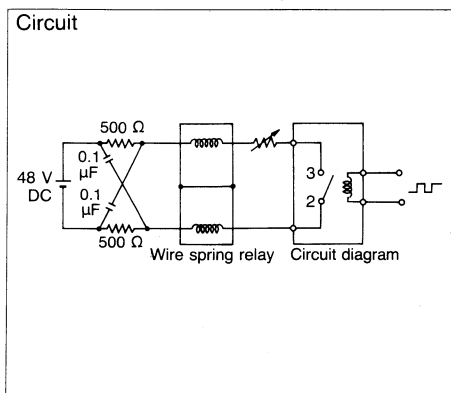 Circuit
500 Ω
0.1
μF
48 V
DC
0.1
μF
500 Ω
3
2
Wire spring relay
Circuit diagram